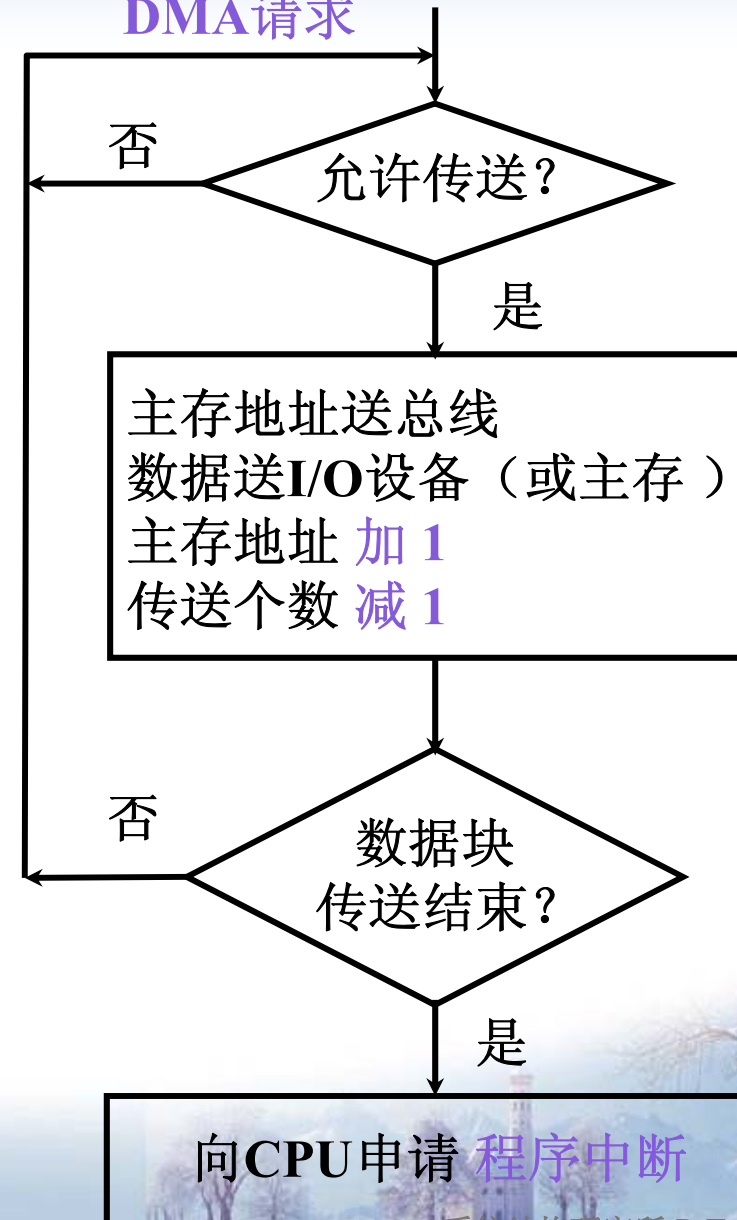 DMA请求
否
允许传送？
是
主存地址送总线
数据送I/O设备（或主存 ）
主存地址 加 1
传送个数 减 1
否
数据块
传送结束？
是
向CPU申请 程序中断